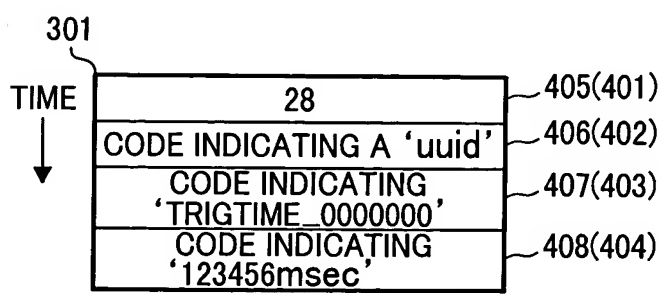 301
TIME
28
405(401)
CODE INDICATING A ‘uuid’
406(402)
CODE INDICATING
‘TRIGTIME_0000000’
407(403)
CODE INDICATING
‘123456msec’
408(404)